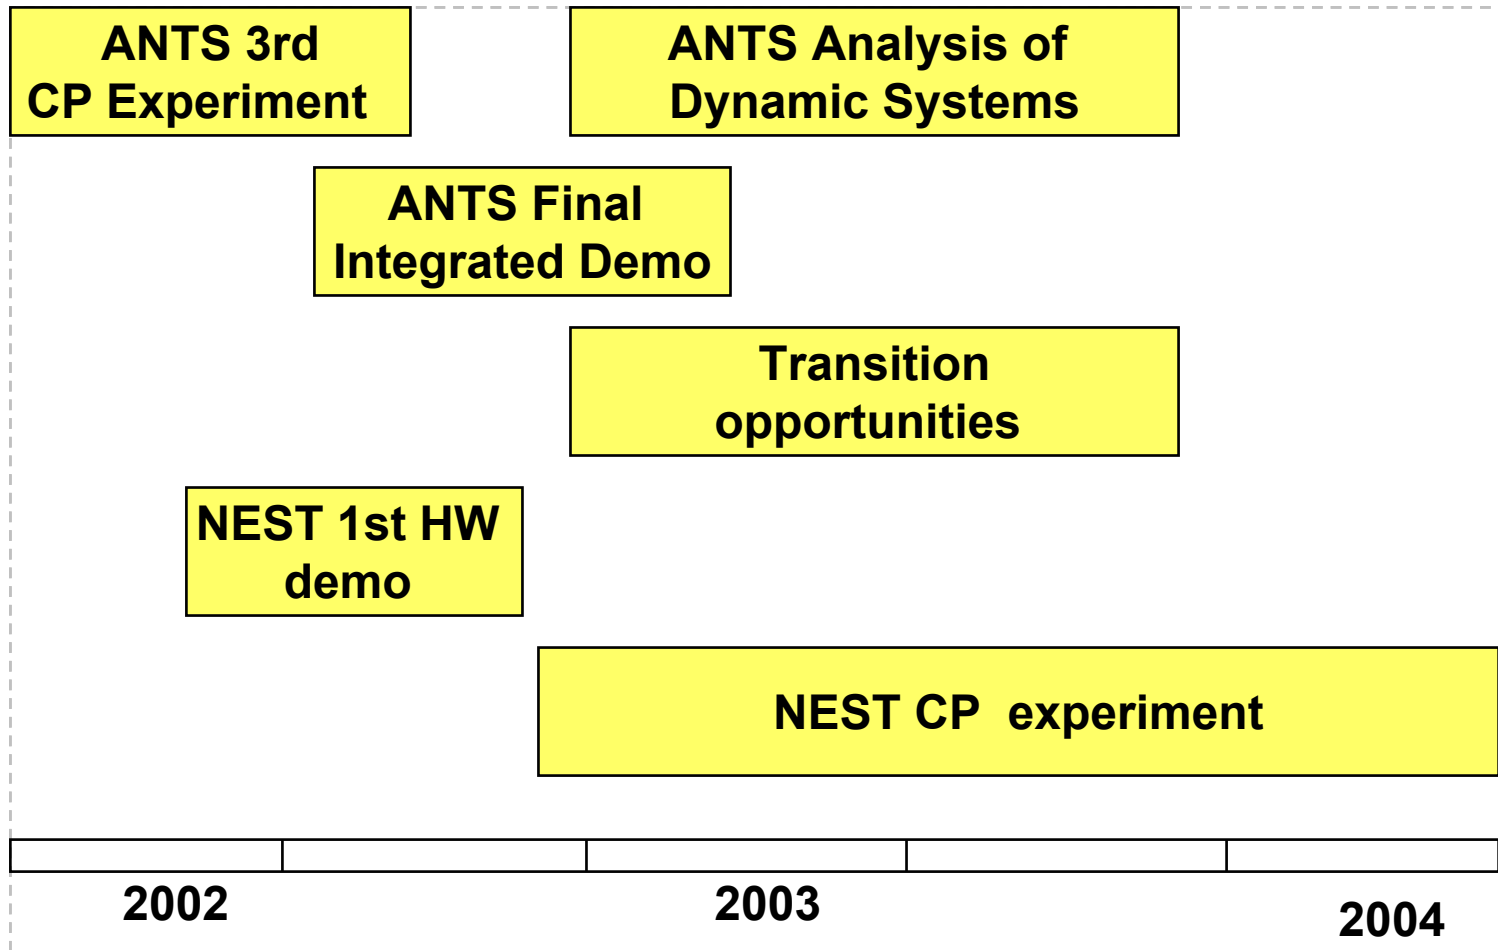 ANTS 3rd
CP Experiment
ANTS Analysis of
Dynamic Systems
ANTS Final
Integrated Demo
Transition
opportunities
NEST 1st HW
demo
NEST CP  experiment
2002
2003
2004